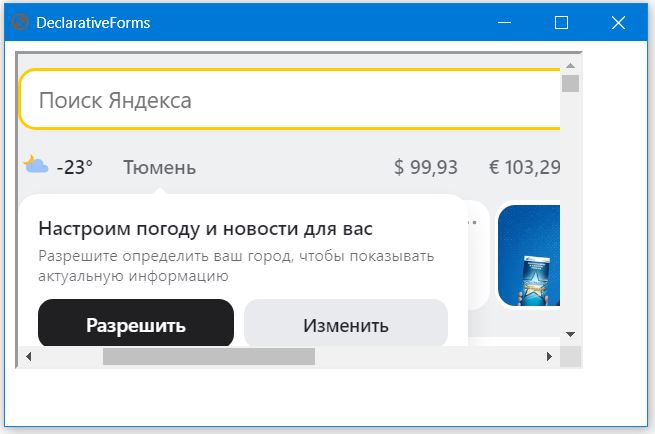 DeclarativeForms
Поиск Яндекса
-23° Тюмень $ 99,93 € 103,29
Настроим погоду и новости для вас
Разрешите определить ваш город, чтобы показывать
актуальную информацию
Разрешить Изменить